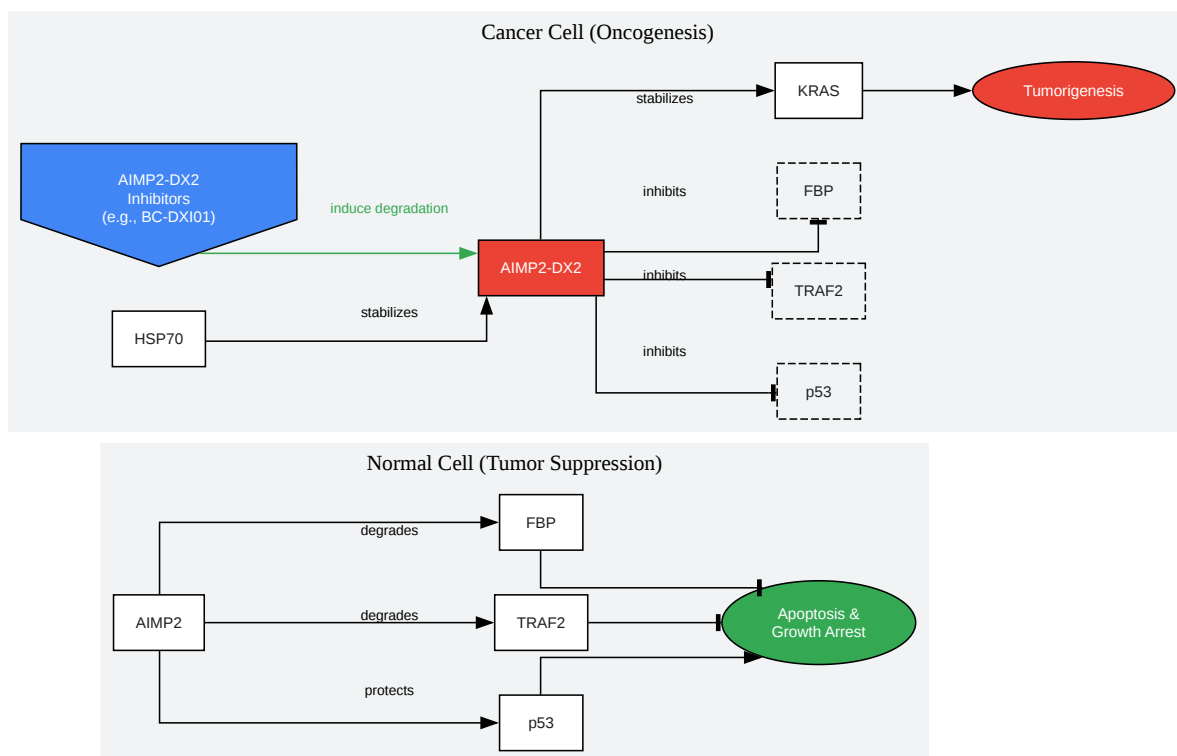 Cancer Cell (Oncogenesis)
KRAS
Tumorigenesis
stabilizes
AIMP2-DX2
Inhibitors
(e.g., BC-DXI01)
inhibits
FBP
induce degradation
AIMP2-DX2
inhibits
TRAF2
stabilizes
HSP70
inhibits
p53
Normal Cell (Tumor Suppression)
degrades
FBP
AIMP2
degrades
TRAF2
Apoptosis &
Growth Arrest
protects
p53